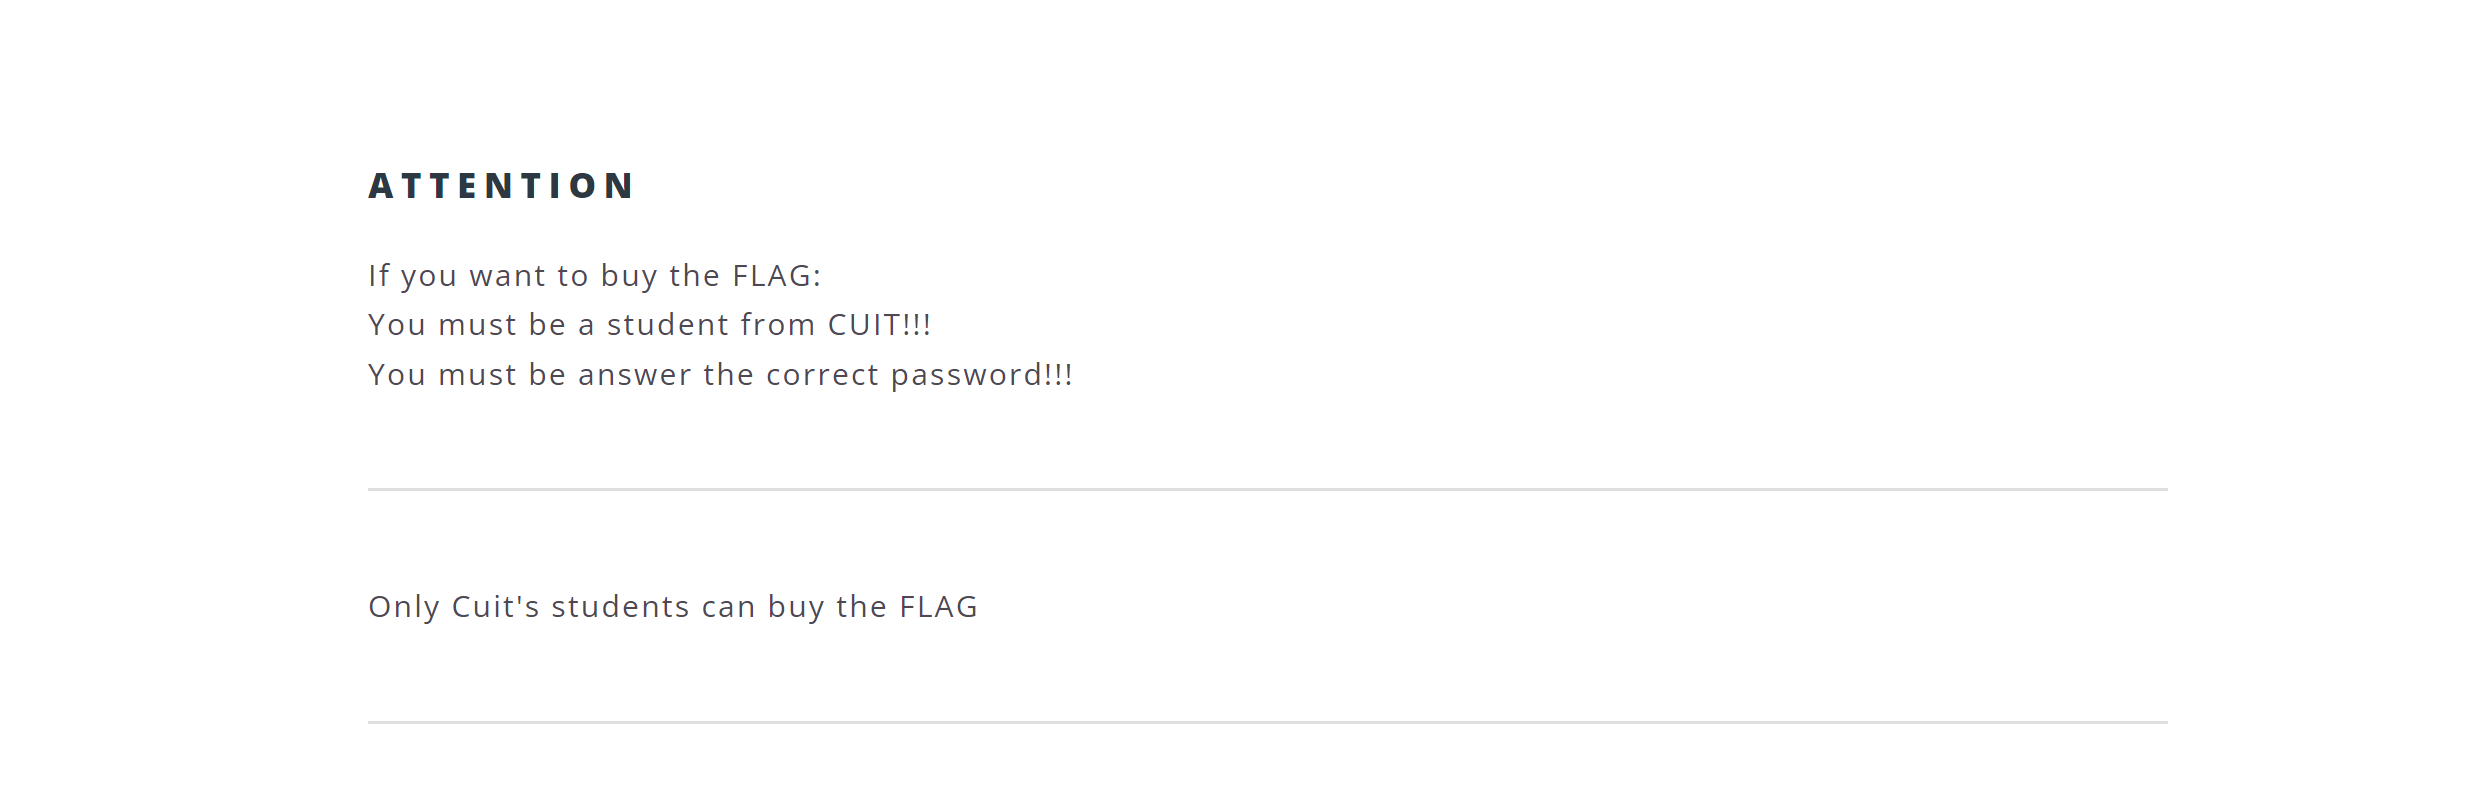 ATTENTION
If you want to buy the FLAG:
You must be a student from CUIT!!!
You must be answer the correct password!!!
Only Cuit's students can buy the FLAG